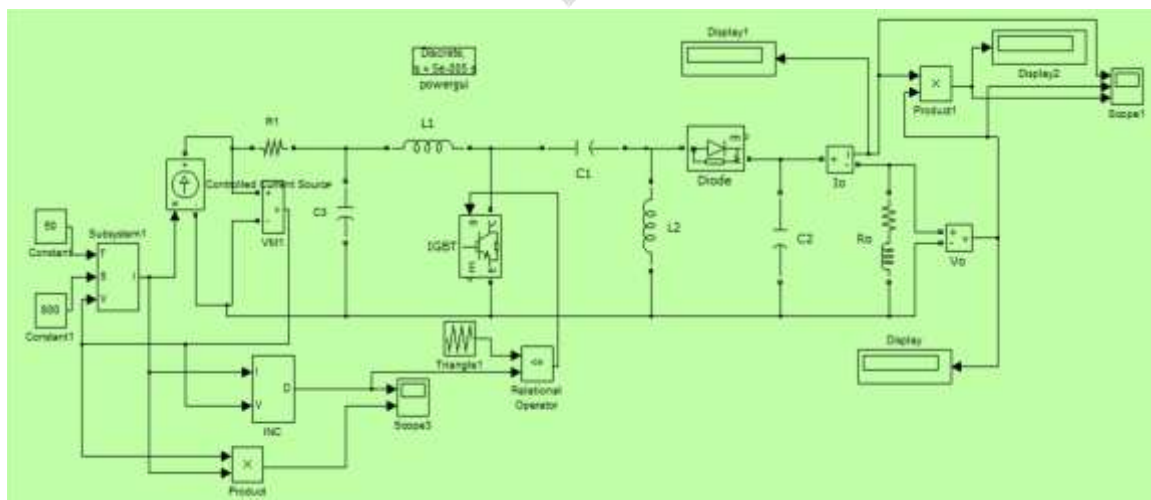 Discrete,
powergui
Display1
Display2
Product1
Scope1
R1
L1
C1
Diode
Io
Controlled Current Source
VM1
C3
IGBT
L2
C2
Ro
Vo
50
Constant
Subsystem1
T
S
V
I
Constant1
Triangle1
<=
Relational
Operator
Display
I
V
D
INC
Scope3
Product